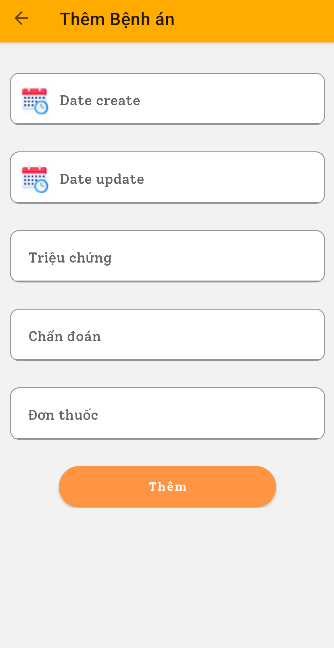 Thêm Bệnh án
Date create
Date update
Triệu chứng
Chẩn đoán
Đơn thuốc
Thêm